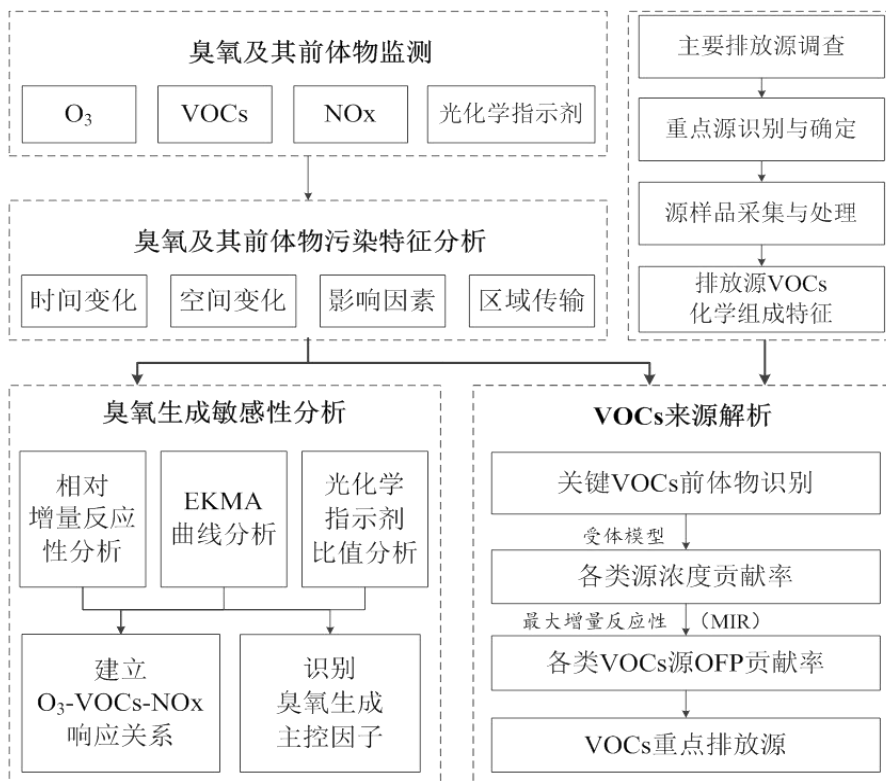 臭氧及其前体物监测
O₃
VOCs
NOx
光化学指示剂
臭氧及其前体物污染特征分析
时间变化
空间变化
影响因素
区域传输
主要排放源调查
重点源识别与确定
源样品采集与处理
排放源VOCs
化学组成特征
臭氧生成敏感性分析
相对
增量反应
性分析
EKMA
曲线分析
光化学
指示剂
比值分析
建立
O₃-VOCs-NOx
响应关系
识别
臭氧生成
主控因子
VOCs来源解析
关键VOCs前体物识别
受体模型
各类源浓度贡献率
最大增量反应性 （MIR）
各类VOCs源OFP贡献率
VOCs重点排放源